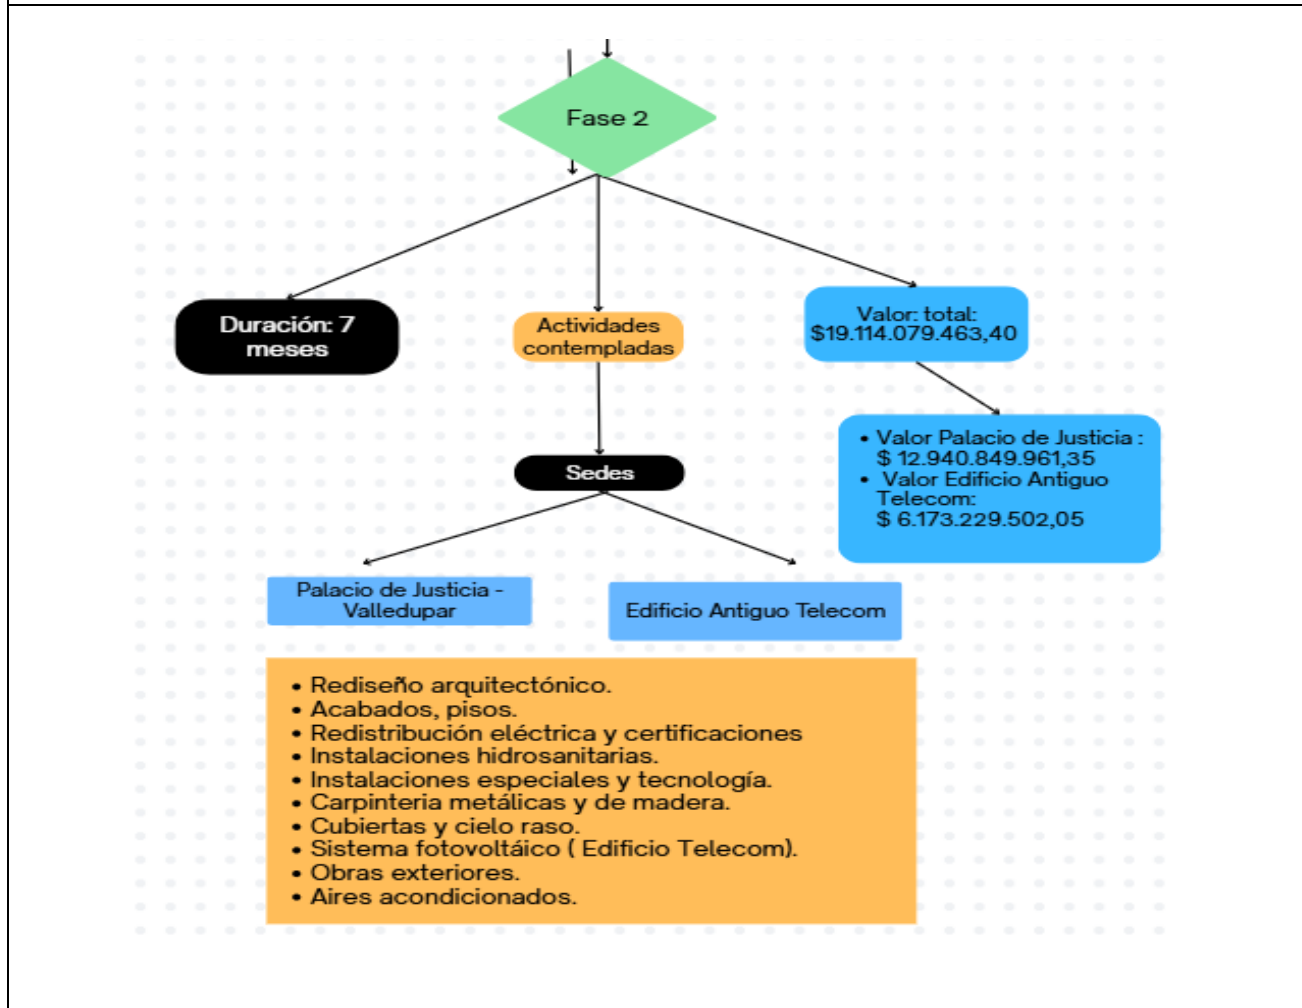 Fase 2
Duración: 7
meses
Actividades
contempladas
Valor: total:
$19.114.079.463,40
• Valor Palacio de Justicia :
$ 12.940.849.961,35
• Valor Edificio Antiguo
Telecom:
$ 6.173.229.502,05
Sedes
Palacio de Justicia -
Valledupar
Edificio Antiguo Telecom
• Rediseño arquitectónico.
• Acabados, pisos.
• Redistribución eléctrica y certificaciones
• Instalaciones hidrosanitarias.
• Instalaciones especiales y tecnología.
• Carpinteria metálicas y de madera.
• Cubiertas y cielo raso.
• Sistema fotovoltáico ( Edificio Telecom).
• Obras exteriores.
• Aires acondicionados.